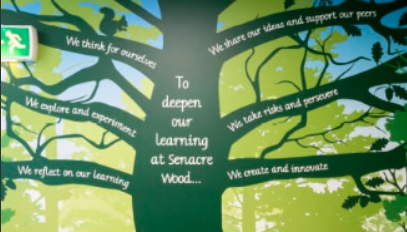 We think for ourselves
We share our ideas and support our peers
To
deepen
our
learning
at Senacre
Wood...
We explore and experiment
We take risks and persevere
We reflect on our learning
We create and innovate